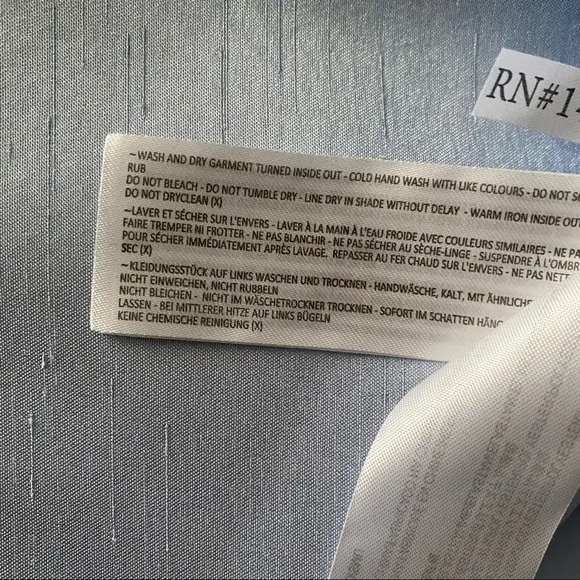 RN#14
~WASH AND DRY GARMENT TURNED INSIDE OUT - COLD HAND WASH WITH LIKE COLOURS - DO NOT
RUB
DO NOT BLEACH - DO NOT TUMBLE DRY - LINE DRY IN SHADE WITHOUT DELAY - WARM IRON INSIDE OUT
DO NOT DRYCLEAN (X)
~LAVER ET SÉCHER SUR L'ENVERS - LAVER À LA MAIN À L'EAU FROIDE AVEC COULEURS SIMILAIRES - NE PAS
FAIRE TREMPER NI FROTTER - NE PAS BLANCHIR - NE PAS SÉCHER AU SÈCHE-LINGE - SUSPENDRE À L'OMBR
POUR SÉCHER IMMÉDIATEMENT APRÈS LAVAGE, REPASSER AU FER CHAUD SUR L'ENVERS - NE PAS NETT
SEC (X)
~KLEIDUNGSSTÜCK AUF LINKS WASCHEN UND TROCKNEN - HANDWÄSCHE, KALT, MIT ÄHNLICHE
NICHT EINWEICHEN, NICHT RUBBELN
NICHT BLEICHEN - NICHT IM WÄSCHETROCKNER TROCKNEN - SOFORT IM SCHATTEN HÄNG
LASSEN - BEI MITTLERER HITZE AUF LINKS BÜGELN
KEINE CHEMISCHE REINIGUNG (X)